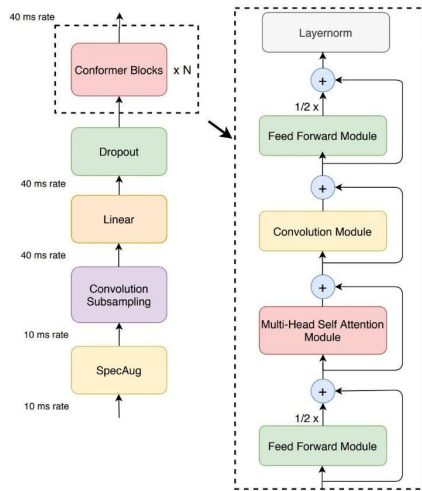 40 ms rate
Conformer Blocks
x N
Dropout
40 ms rate
Linear
40 ms rate
Convolution
Subsampling
10 ms rate
SpecAug
10 ms rate
Layernorm
+
1/2 x
Feed Forward Module
+
Convolution Module
+
Multi-Head Self Attention
Module
+
1/2 x
Feed Forward Module